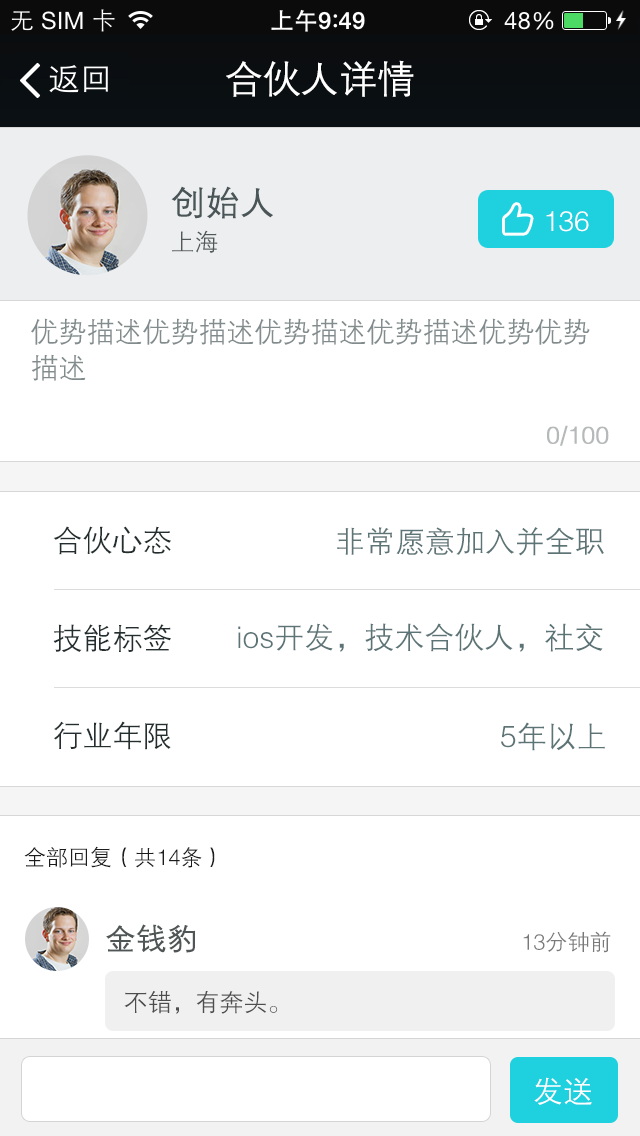 无 SIM 卡 上午9:49 48%
返回 合伙人详情
创始人
上海
136
优势描述优势描述优势描述优势描述优势优势
描述
0/100
合伙心态 非常愿意加入并全职
技能标签 ios开发，技术合伙人，社交
行业年限 5年以上
全部回复（共14条）
金钱豹 13分钟前
不错，有奔头。
发送